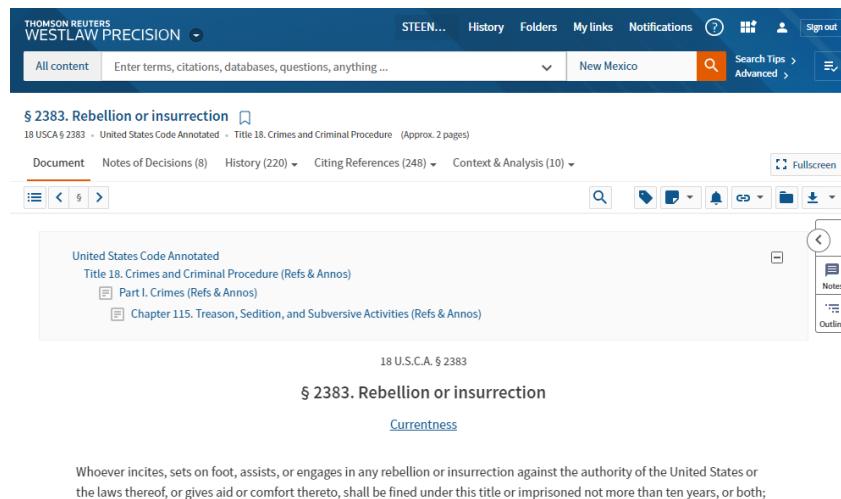 THOMSON REUTERS
WESTLAW PRECISION
STEEN... History Folders My links Notifications ? Sign out
All content Enter terms, citations, databases, questions, anything ... New Mexico Search Tips
Advanced
§ 2383. Rebellion or insurrection
18 USCA § 2383 United States Code Annotated Title 18. Crimes and Criminal Procedure (Approx. 2 pages)
Document Notes of Decisions (8) History (220) Citing References (248) Context & Analysis (10) Fullscreen
§
United States Code Annotated
Title 18. Crimes and Criminal Procedure (Refs & Annos)
Part I. Crimes (Refs & Annos)
Chapter 115. Treason, Sedition, and Subversive Activities (Refs & Annos)
Notes
Outlin
18 U.S.C.A. § 2383
§ 2383. Rebellion or insurrection
Currentness
Whoever incites, sets on foot, assists, or engages in any rebellion or insurrection against the authority of the United States or
the laws thereof, or gives aid or comfort thereto, shall be fined under this title or imprisoned not more than ten years, or both;